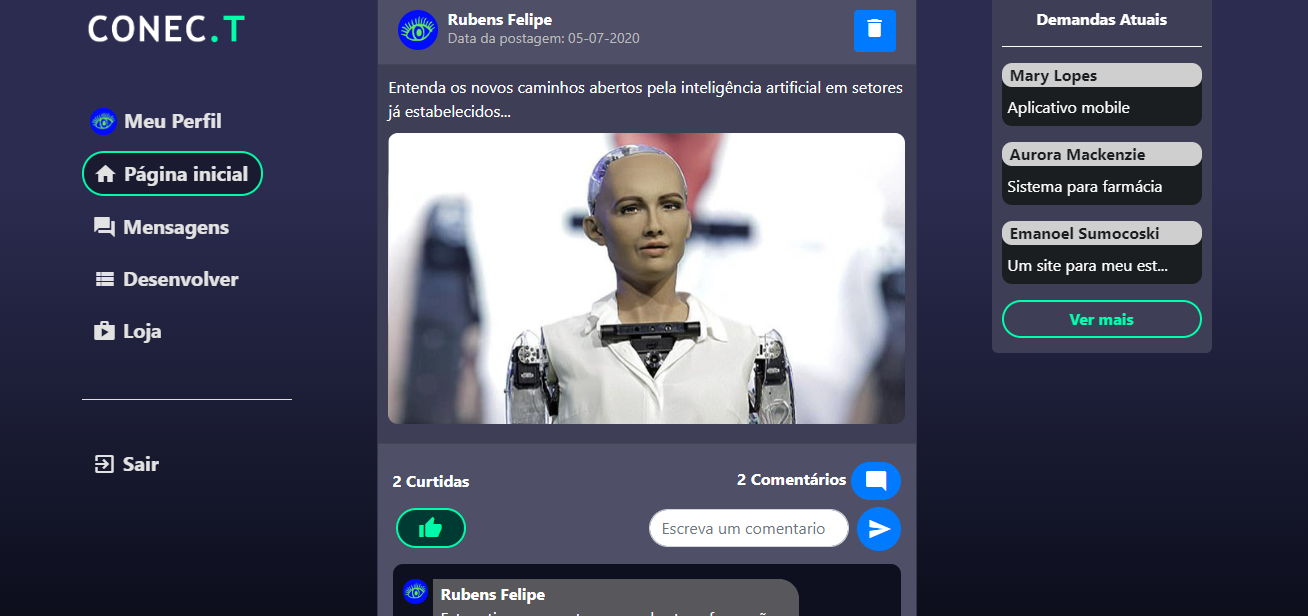 CONEC.T
Meu Perfil
Página inicial
Mensagens
Desenvolver
Loja
Sair
Rubens Felipe
Data da postagem: 05-07-2020
Entenda os novos caminhos abertos pela inteligência artificial em setores
já estabelecidos...
2 Curtidas
2 Comentários
Escreva um comentario
Rubens Felipe
Demandas Atuais
Mary Lopes
Aplicativo mobile
Aurora Mackenzie
Sistema para farmácia
Emanoel Sumocoski
Um site para meu est...
Ver mais